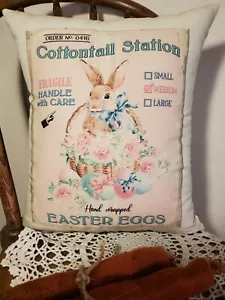 ORDER NO. 0416
Cottontail Station
FRAGILE
HANDLE
with CARE
SMALL
MEDIUM
LARGE
Hand wrapped
EASTER EGGS